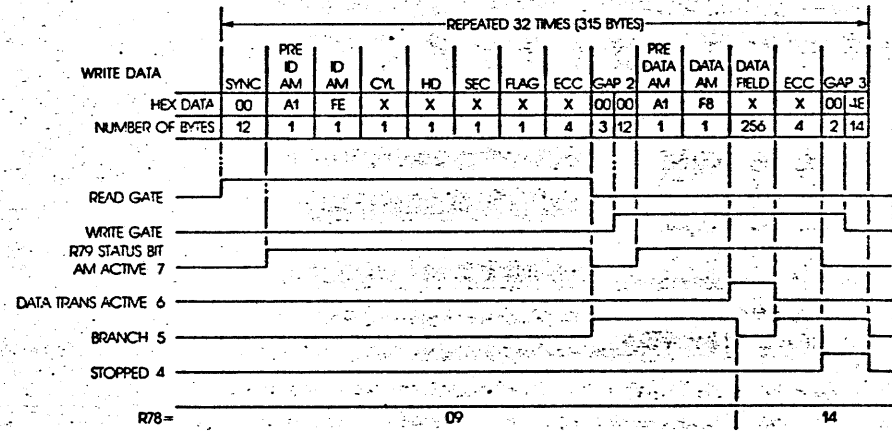 REPEATED 32 TIMES (315 BYTES)
PRE PRE
ID ID DATA DATA DATA
WRITE DATA SYNC AM AM CYL HD SEC FLAG ECC GAP 2 AM AM FIELD ECC GAP 3
HEX DATA 00 A1 FE X X X X X 00 00 A1 F8 X X 00 4E
NUMBER OF BYTES 12 1 1 1 1 1 1 4 3 12 1 1 256 4 2 14
READ GATE
WRITE GATE
R79 STATUS BIT
AM ACTIVE 7
DATA TRANS ACTIVE 6
BRANCH 5
STOPPED 4
R78= 09 14